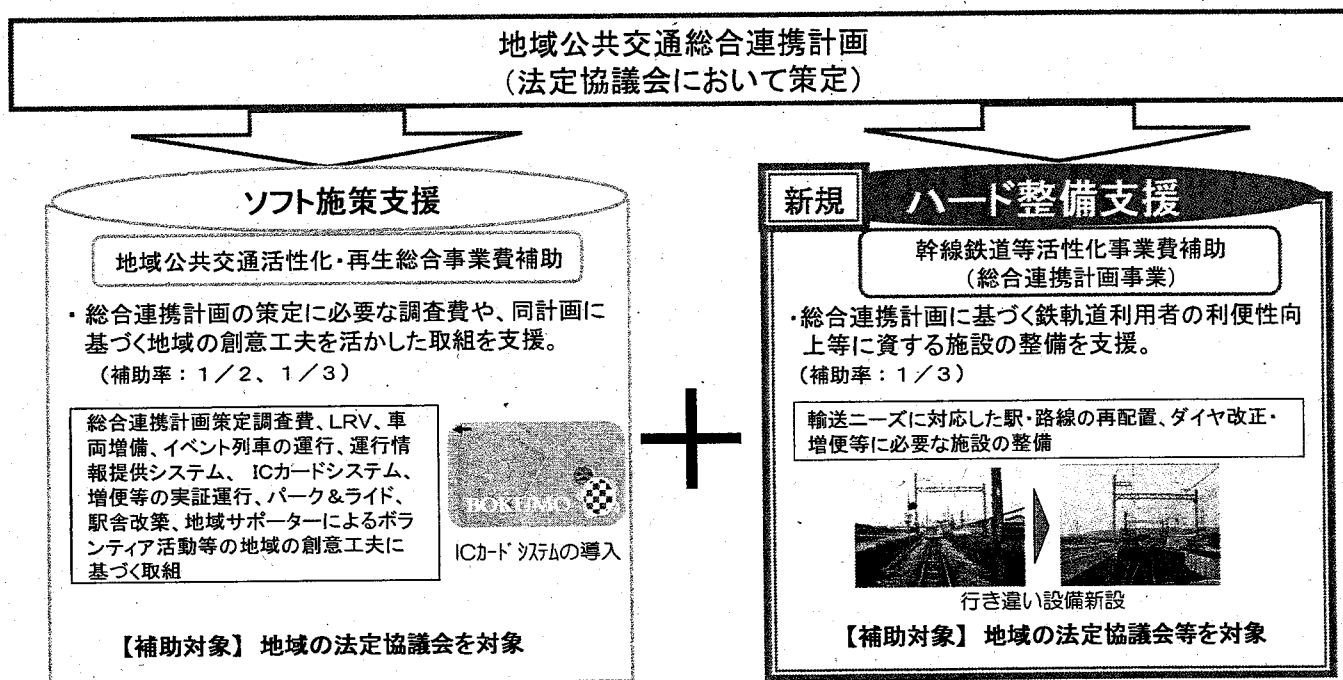 地域公共交通総合連携計画
(法定協議会において策定)
ソフト施策支援
地域公共交通活性化・再生総合事業費補助
・総合連携計画の策定に必要な調査費や、同計画に
基づく地域の創意工夫を活かした取組を支援。
(補助率:1/2、1/3)
総合連携計画策定調査費、LRV、車
両増備、イベント列車の運行、運行情
報提供システム、ICカードシステム、
増便等の実証運行、パーク&ライド、
駅舎改築、地域サポーターによるボラ
ンティア活動等の地域の創意工夫に
基づく取組
ICカードシステムの導入
【補助対象】地域の法定協議会を対象
新規
ハード整備支援
幹線鉄道等活性化事業費補助
(総合連携計画事業)
・総合連携計画に基づく鉄軌道利用者の利便性向
上等に資する施設の整備を支援。
(補助率:1/3)
輸送ニーズに対応した駅・路線の再配置、ダイヤ改正・
増便等に必要な施設の整備
行き違い設備新設
【補助対象】地域の法定協議会等を対象